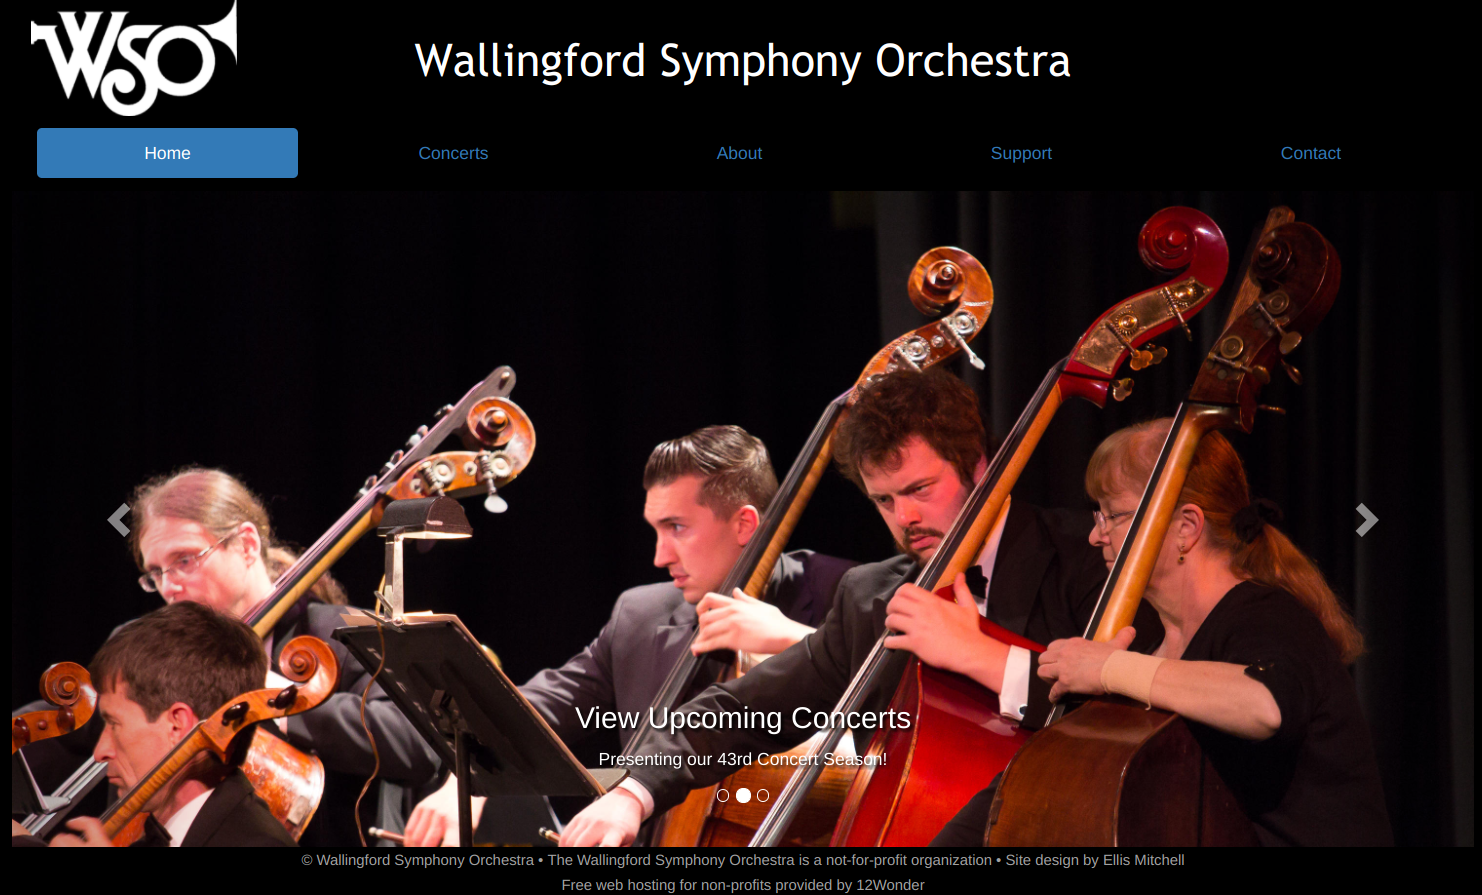 WSO
Wallingford Symphony Orchestra
Home
Concerts
About
Support
Contact
View Upcoming Concerts
Presenting our 43rd Concert Season!
© Wallingford Symphony Orchestra • The Wallingford Symphony Orchestra is a not-for-profit organization • Site design by Ellis Mitchell
Free web hosting for non-profits provided by 12Wonder